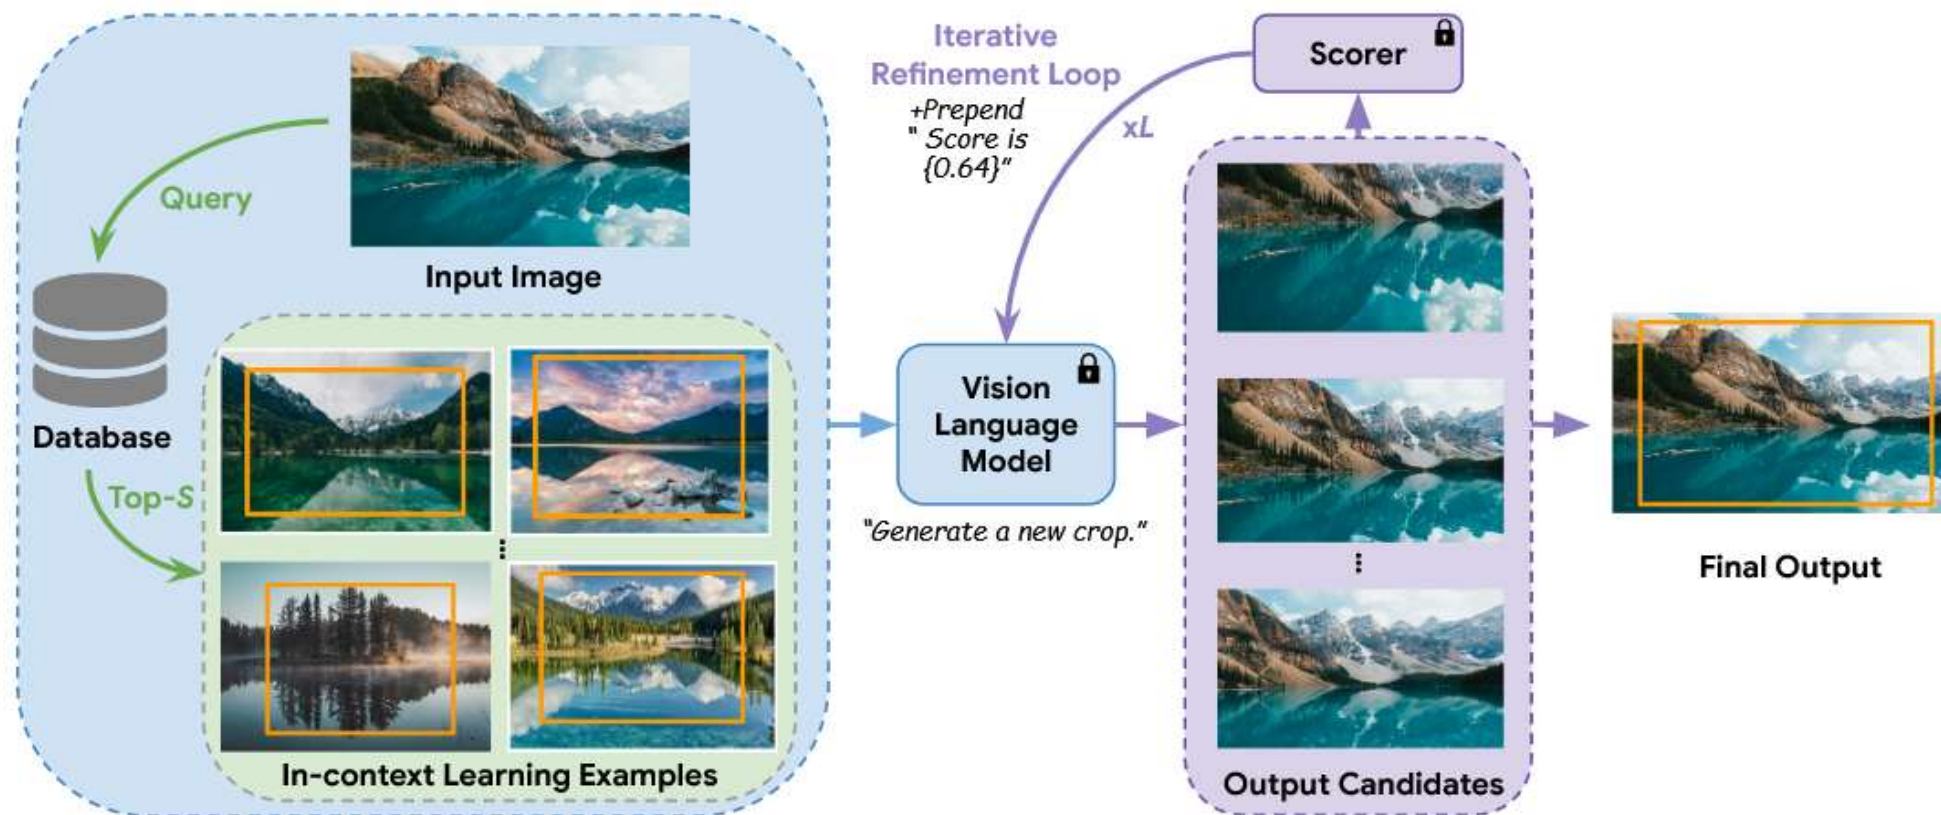 Input Image
Query
Database
Top-S
In-context Learning Examples
Iterative
Refinement Loop
+Prepend
" Score is
{0.64}"
xL
Scorer
Vision
Language
Model
"Generate a new crop."
Output Candidates
Final Output